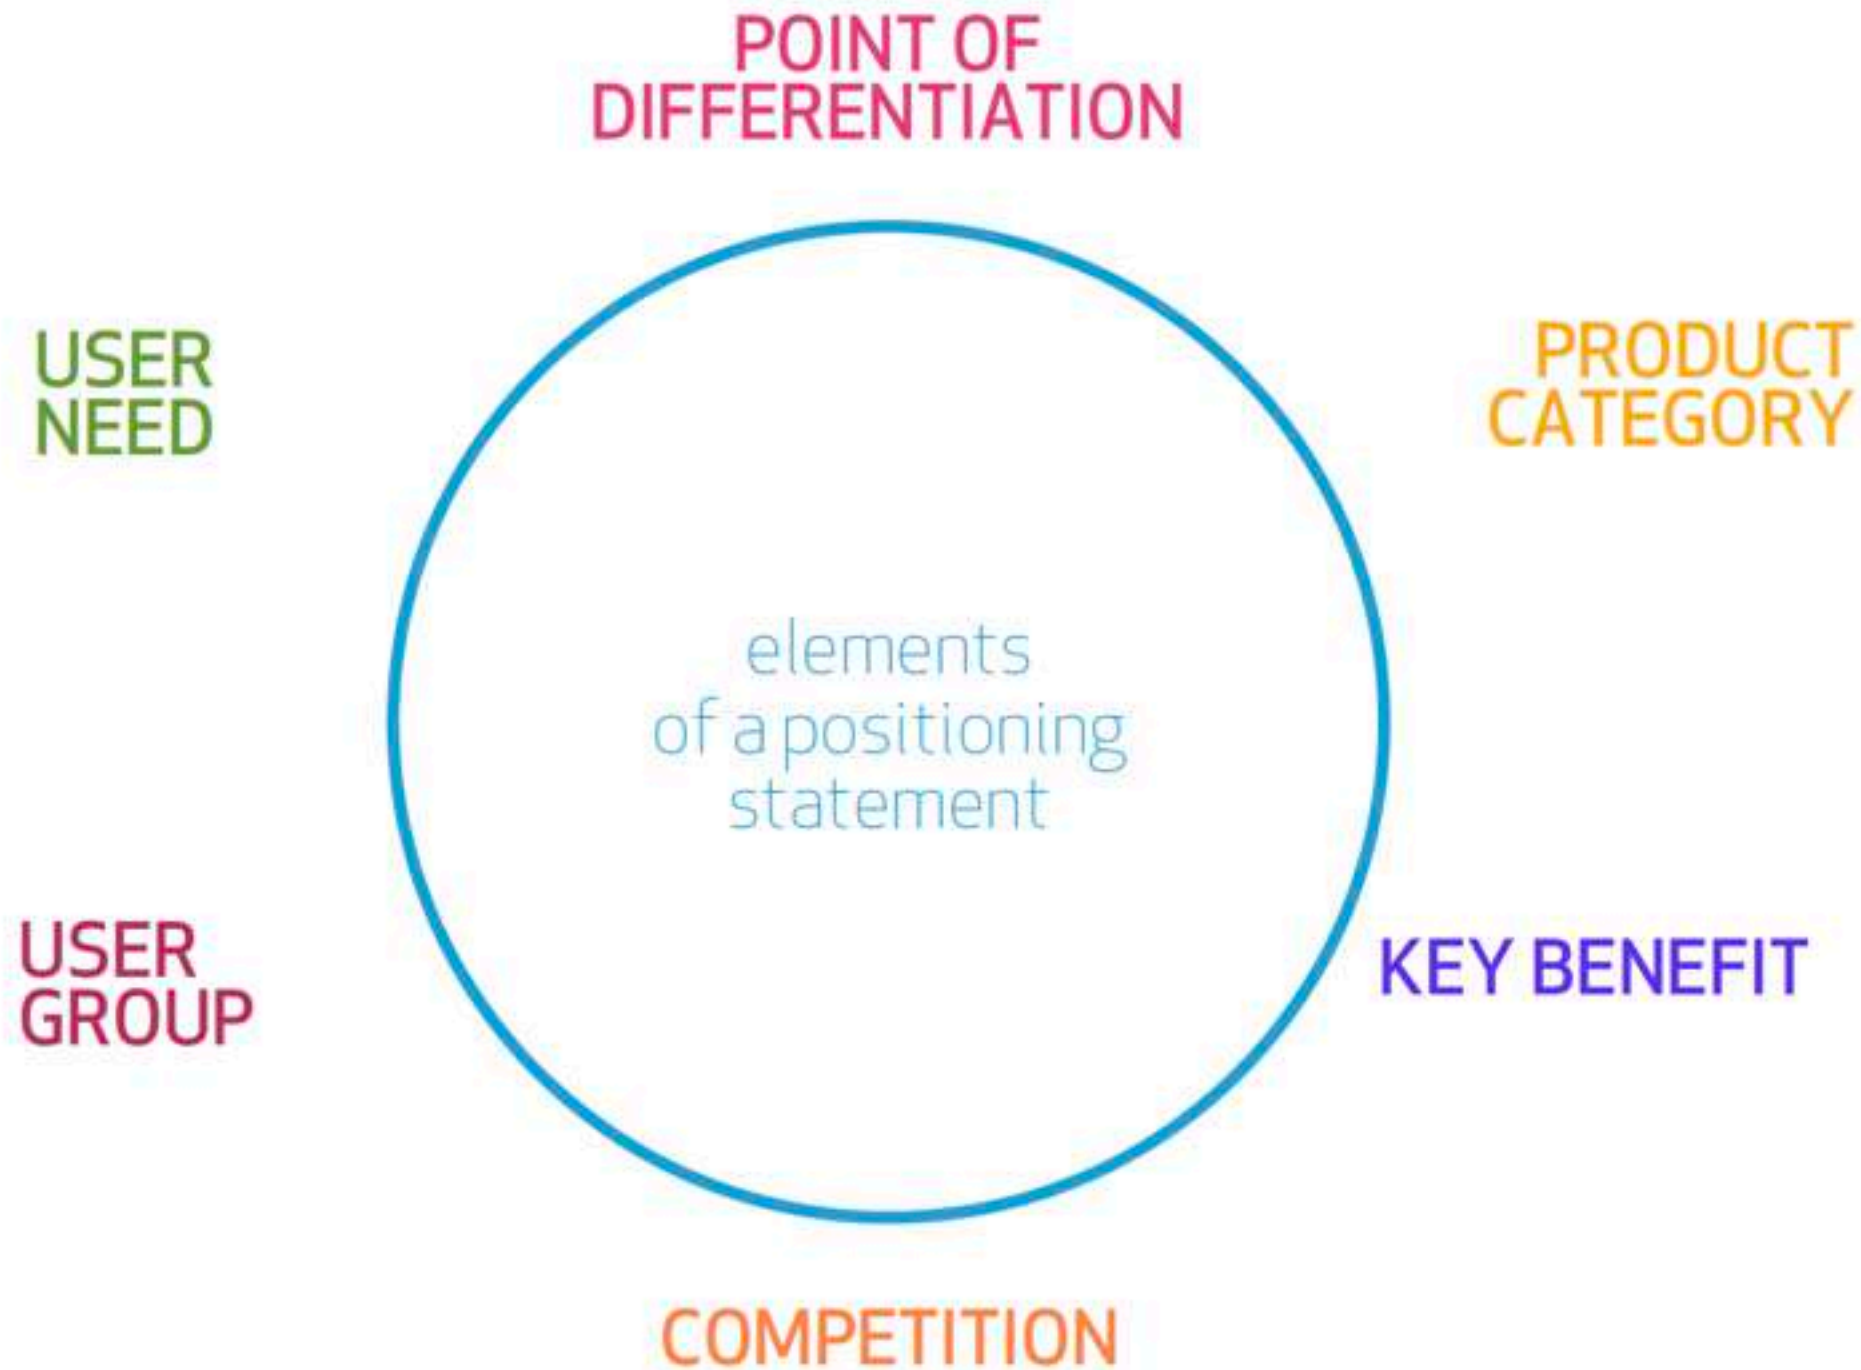 POINT OF
DIFFERENTIATION
USER
NEED
PRODUCT
CATEGORY
elements
of a positioning
statement
USER
GROUP
KEY BENEFIT
COMPETITION